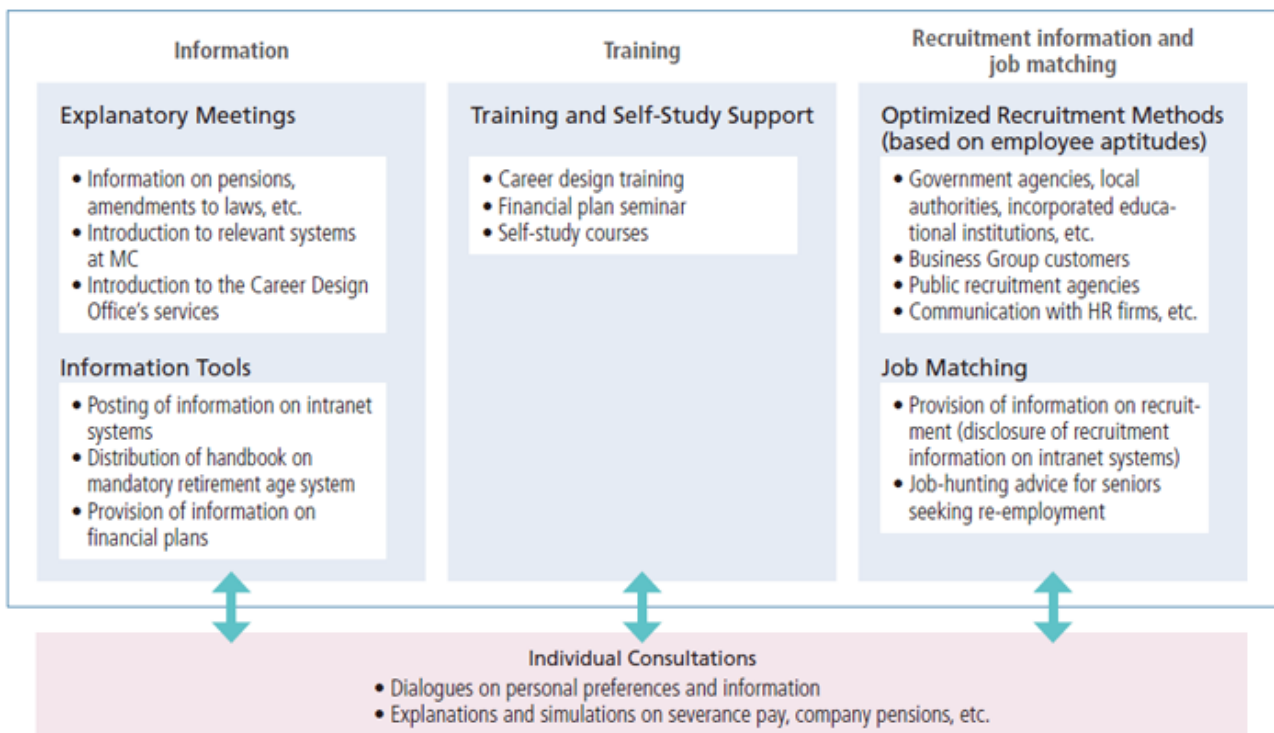 Information
Explanatory Meetings
• Information on pensions,
amendments to laws, etc.
• Introduction to relevant systems
at MC
• Introduction to the Career Design
Office's services
Information Tools
• Posting of information on intranet
systems
• Distribution of handbook on
mandatory retirement age system
• Provision of information on
financial plans
Training
Training and Self-Study Support
• Career design training
• Financial plan seminar
• Self-study courses
Recruitment information and
job matching
Optimized Recruitment Methods
(based on employee aptitudes)
• Government agencies, local
authorities, incorporated educa-
tional institutions, etc.
• Business Group customers
• Public recruitment agencies
• Communication with HR firms, etc.
Job Matching
• Provision of information on recruit-
ment (disclosure of recruitment
information on intranet systems)
• Job-hunting advice for seniors
seeking re-employment
Individual Consultations
• Dialogues on personal preferences and information
• Explanations and simulations on severance pay, company pensions, etc.